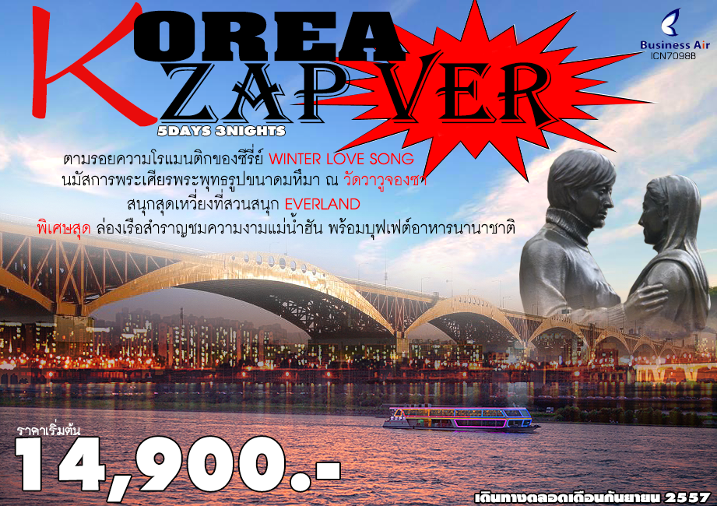 KOREA
ZAP VER
5DAYS 3NIGHTS
Business Air
ICN7098B
ตามรอยความโรแมนติกของซีรี่ย์ WINTER LOVE SONG
นมัสการพระเศียรพระพุทธรูปขนาดมหึมา ณ วัดวาวูจองซา
สนุกสุดเหวี่ยงที่สวนสนุก EVERLAND
พิเศษสุด ล่องเรือสำราญชมความงามแม่น้ำฮัน พร้อมบุฟเฟต์อาหารนานาชาติ
ราคาเริ่มต้น
14,900.-
เดินทางตลอดเดือนกันยายน 2557